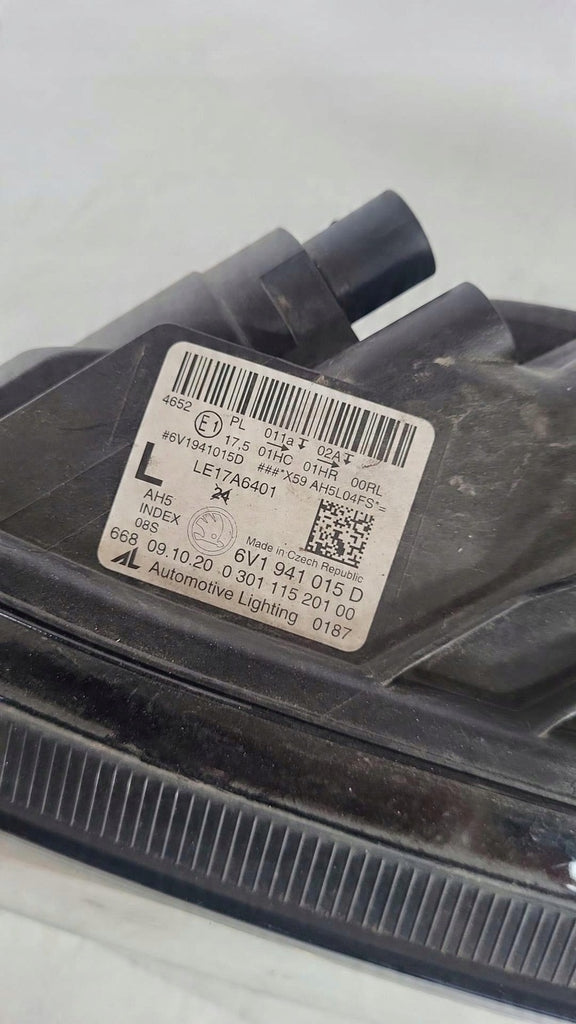 4652
E1 PL 011a 02A 00RL
17,5 01HC 01HR
#6V1941015D ###*X59 AH5L04FS*=
L LE17A6401
24
AH5
INDEX
08S
Made in Czech Republic
6V1 941 015 D
668 09.10.20 0 301 115 201 00
AL Automotive Lighting 0187